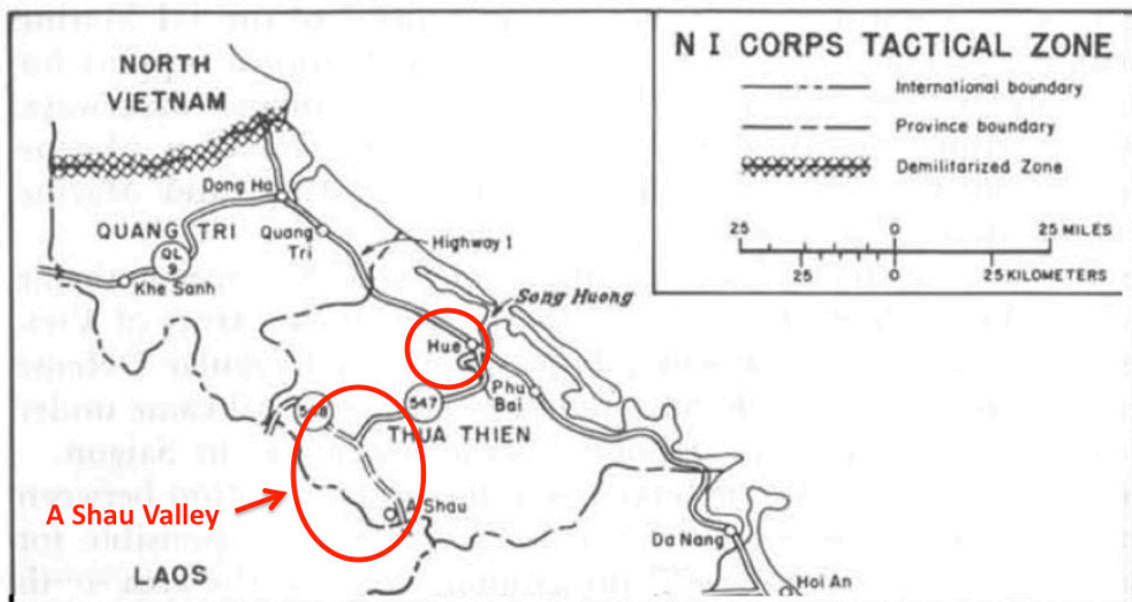 N I CORPS TACTICAL ZONE
International boundary
Province boundary
Demilitarized Zone
25 0 25 MILES
25 0 25 KILOMETERS
NORTH
VIETNAM
Dong Ha
QUANG TRI
QL
9
Quang
Tri
Highway 1
Khe Sanh
Song Huong
Hue
Phu
Bai
548
547
THUA THIEN
A Shau Valley
A Shau
LAOS
Da Nang
Hoi An